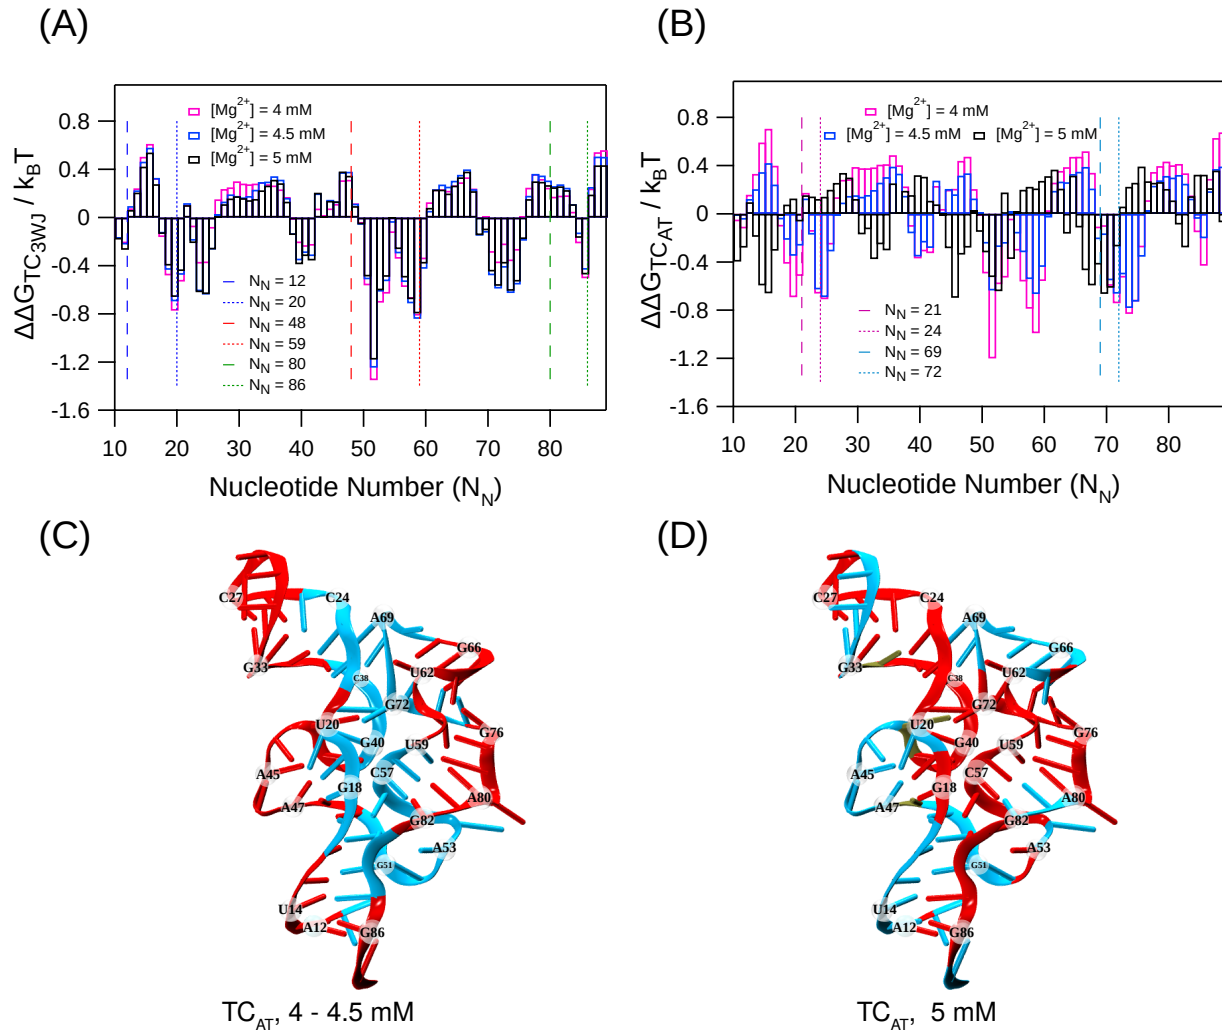 (A)
ΔΔG_TC_3WJ / k_BT
0.8
0.4
0
-0.4
-0.8
-1.2
-1.6
[Mg²⁺] = 4 mM
[Mg²⁺] = 4.5 mM
[Mg²⁺] = 5 mM
N_N = 12
N_N = 20
N_N = 48
N_N = 59
N_N = 80
N_N = 86
10 20 30 40 50 60 70 80
Nucleotide Number (N_N)
(B)
ΔΔG_TC_AT / k_BT
0.8
0.4
0
-0.4
-0.8
-1.2
-1.6
[Mg²⁺] = 4 mM
[Mg²⁺] = 4.5 mM [Mg²⁺] = 5 mM
N_N = 21
N_N = 24
N_N = 69
N_N = 72
10 20 30 40 50 60 70 80
Nucleotide Number (N_N)
(C)
C27
C24
A69
G33
G66
U62
C38
G72
U20
G76
G40
U59
A45
C57
G18
A47
A80
G82
A53
G51
U14
A12
G86
TC_AT, 4 - 4.5 mM
(D)
C27
C24
A69
G33
G66
U62
C38
G72
U20
G76
G40
U59
A45
C57
G18
A47
A80
G82
A53
G51
U14
A12
G86
TC_AT, 5 mM